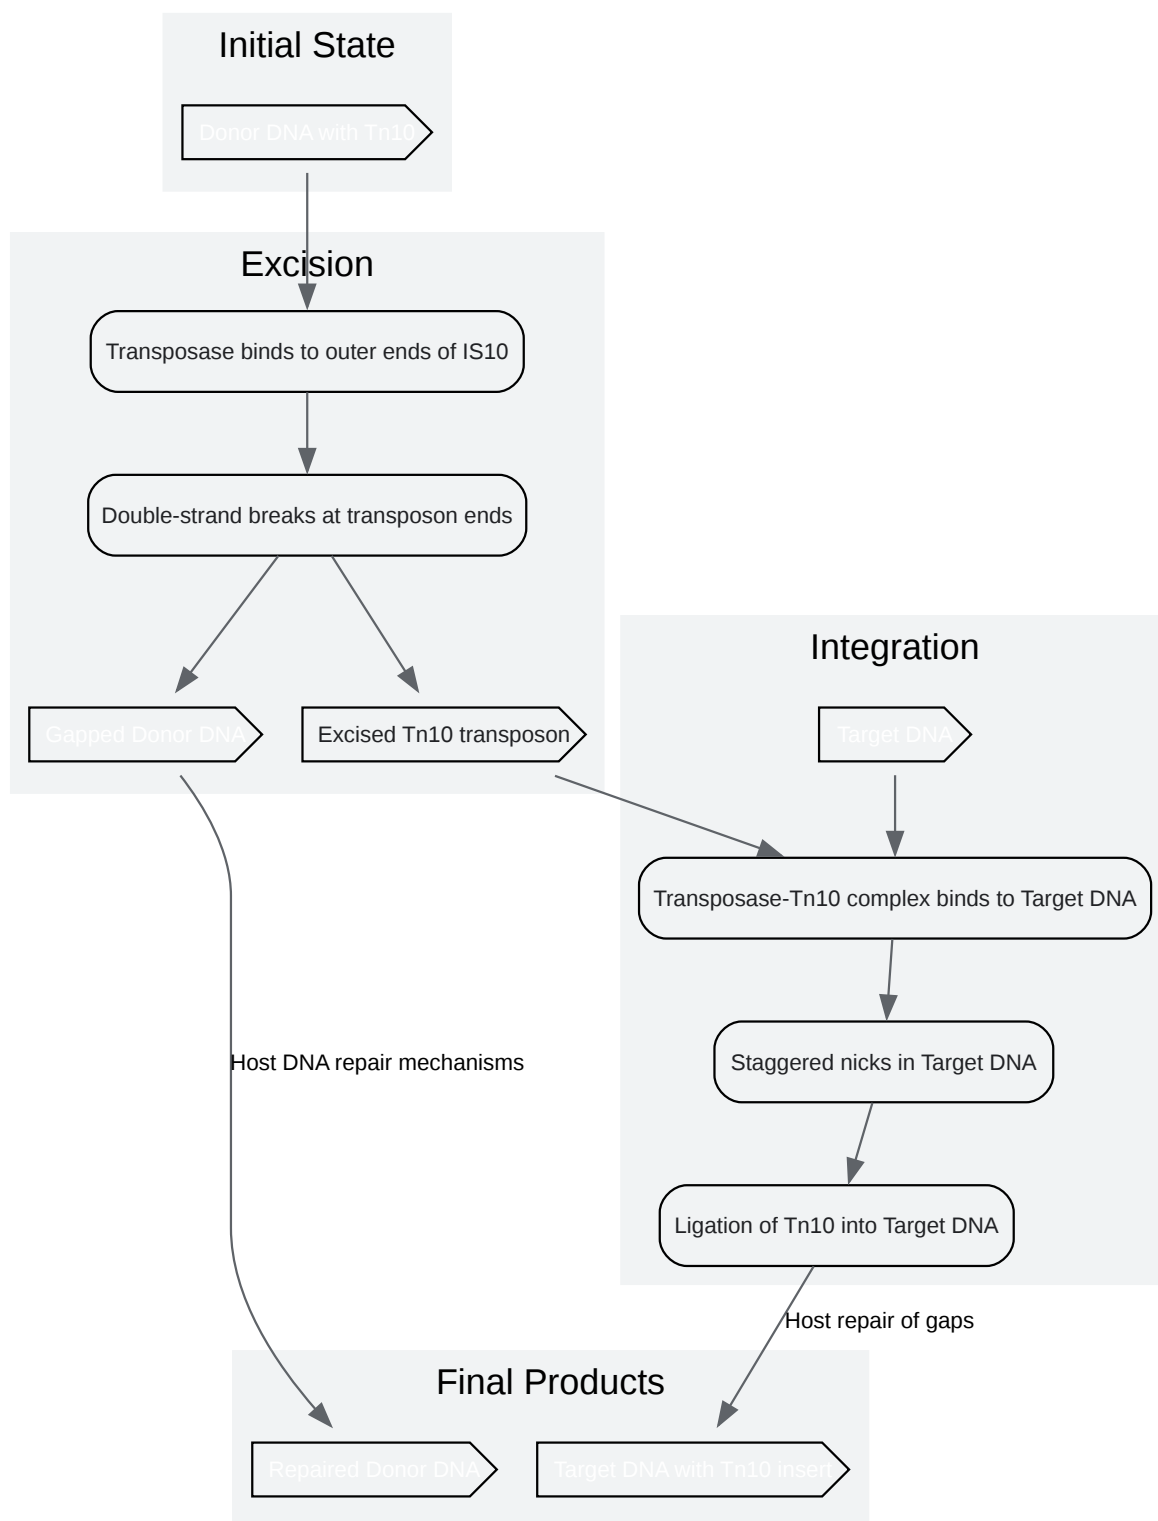 Initial State
Donor DNA with Tn10
Excision
Transposase binds to outer ends of IS10
Double-strand breaks at transposon ends
Gapped Donor DNA
Excised Tn10 transposon
Integration
Target DNA
Transposase-Tn10 complex binds to Target DNA
Staggered nicks in Target DNA
Host DNA repair mechanisms
Ligation of Tn10 into Target DNA
Host repair of gaps
Final Products
Repaired Donor DNA
Target DNA with Tn10 insert